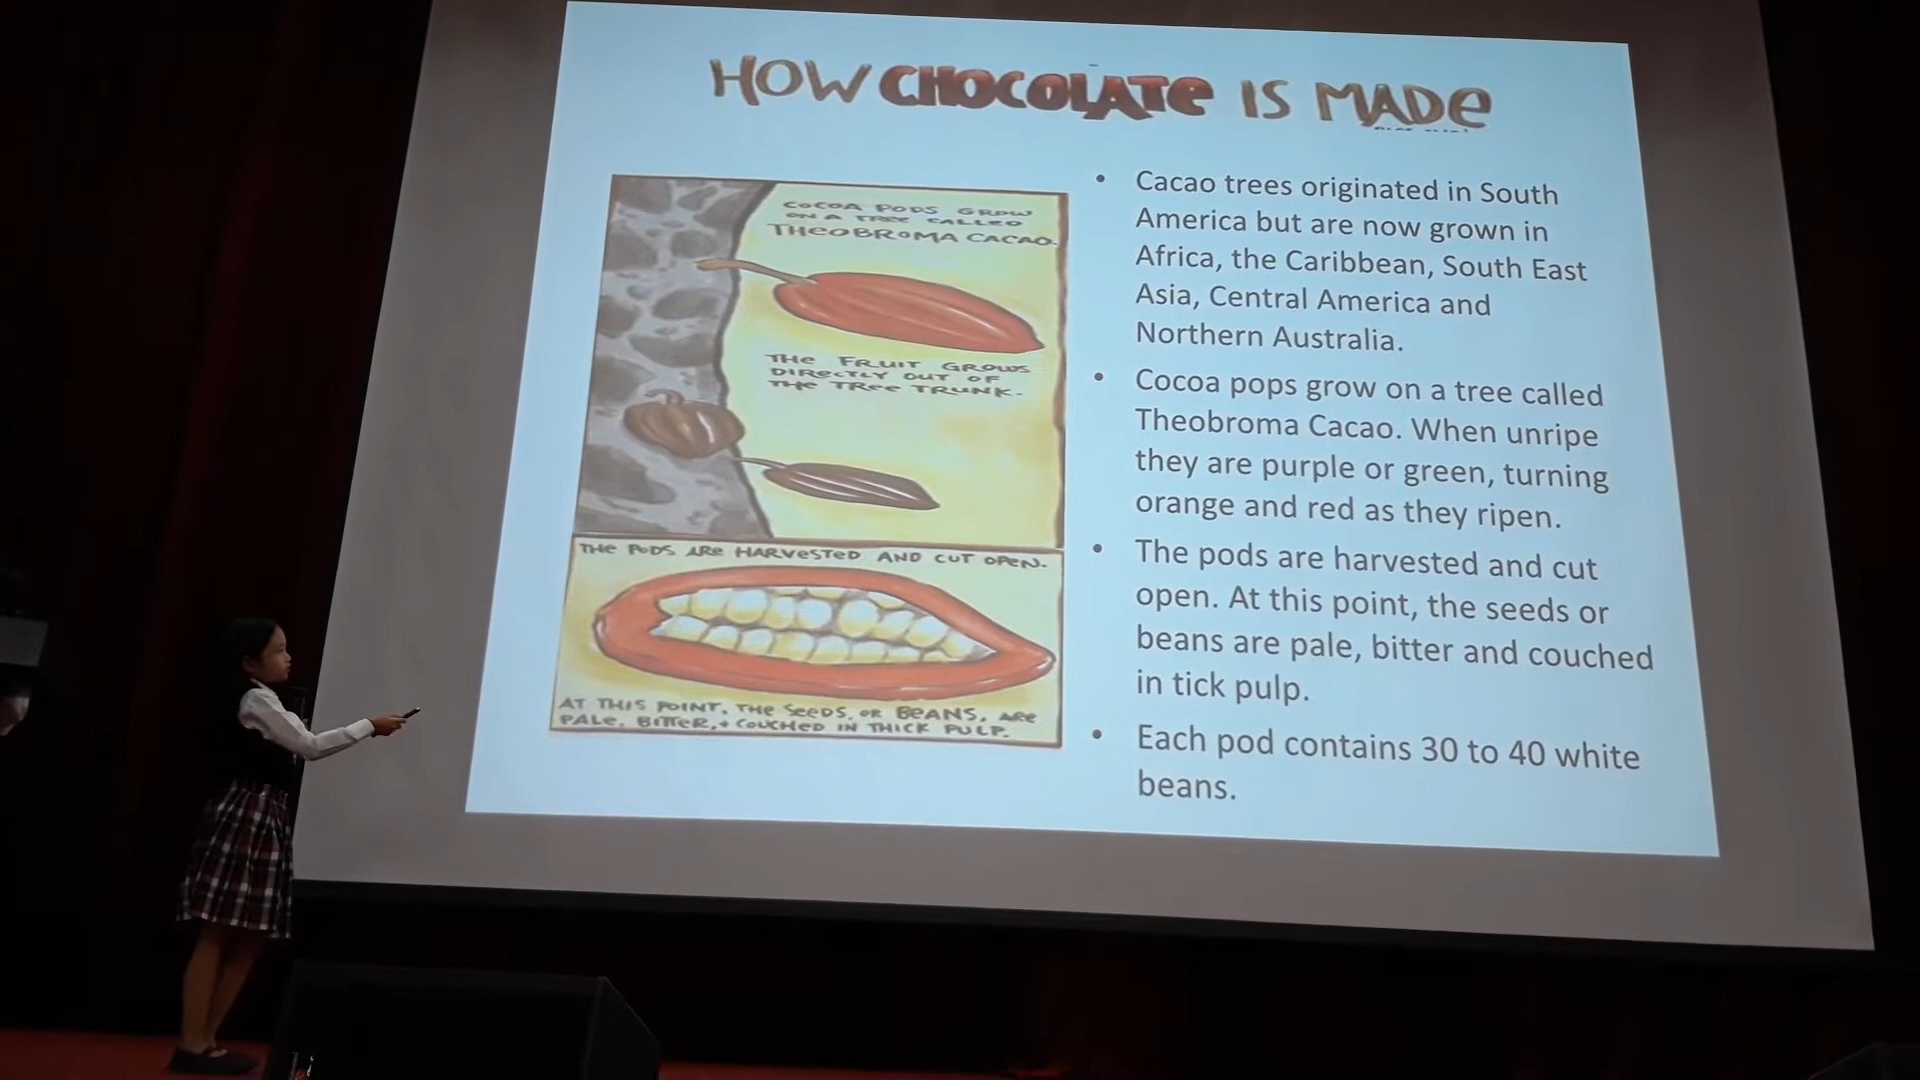 HOW CHOCOLATE IS MADE
COCOA PODS GROW
ON A TREE CALLED
THEOBROMA CACAO.
THE FRUIT GROWS
DIRECTLY OUT OF
THE TREE TRUNK.
THE PODS ARE HARVESTED AND CUT OPEN.
AT THIS POINT, THE SEEDS, OR BEANS, ARE
PALE, BITTER, + COUCHED IN THICK PULP.
• Cacao trees originated in South
America but are now grown in
Africa, the Caribbean, South East
Asia, Central America and
Northern Australia.
• Cocoa pops grow on a tree called
Theobroma Cacao. When unripe
they are purple or green, turning
orange and red as they ripen.
• The pods are harvested and cut
open. At this point, the seeds or
beans are pale, bitter and couched
in tick pulp.
• Each pod contains 30 to 40 white
beans.